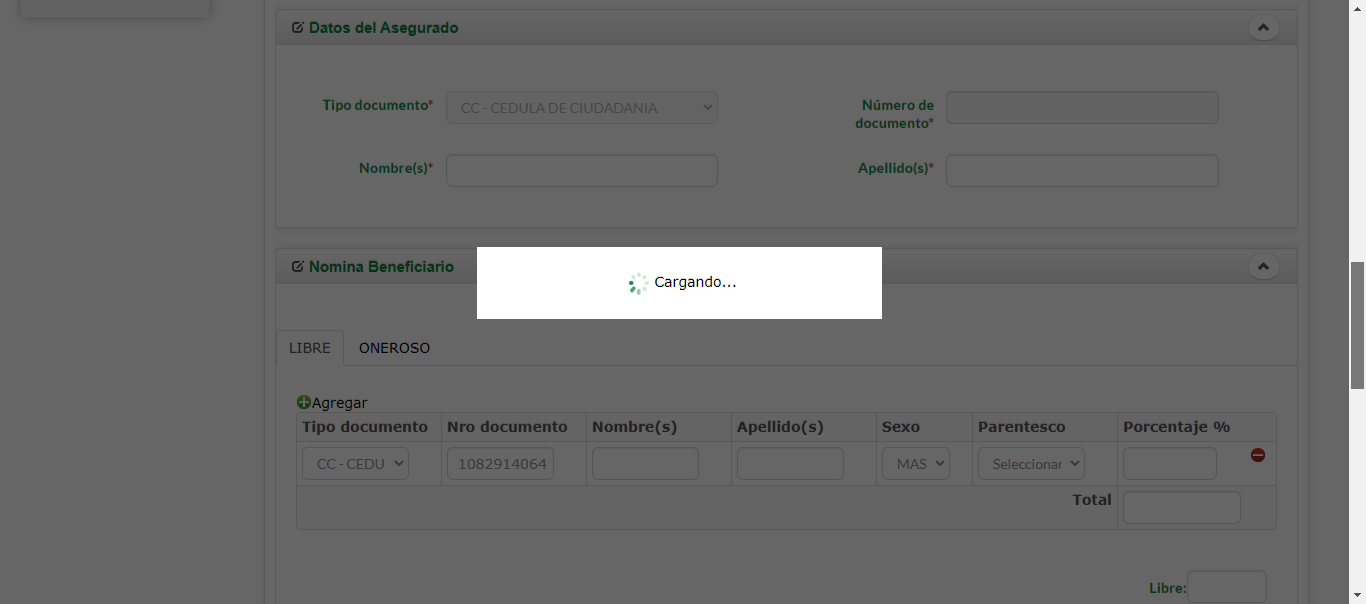 Datos del Asegurado
Tipo documento* CC - CEDULA DE CIUDADANIA Número de documento*
Nombre(s)* Apellido(s)*
Nomina Beneficiario
Cargando...
LIBRE ONEROSO
Agregar
Tipo documento Nro documento Nombre(s) Apellido(s) Sexo Parentesco Porcentaje %
CC - CEDU 1082914064 MAS Seleccionar
Total
Libre: